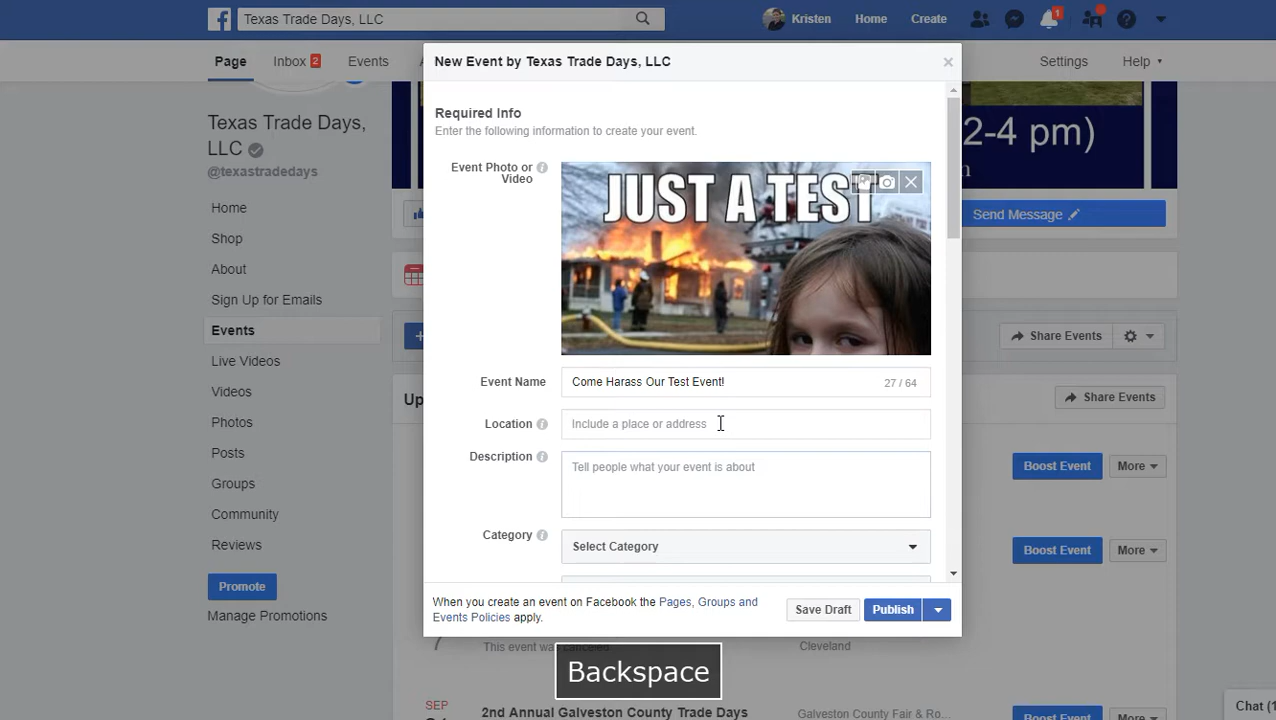 Texas Trade Days, LLC
Kristen
Home
Create
1
Page
Inbox 2
Events
Settings
Help
New Event by Texas Trade Days, LLC
Required Info
Enter the following information to create your event.
Event Photo or
Video
JUST A TEST
Event Name
Come Harass Our Test Event!
27 / 64
Location
Include a place or address
Description
Tell people what your event is about
Category
Select Category
When you create an event on Facebook the Pages, Groups and
Events Policies apply.
Save Draft
Publish
Texas Trade Days,
LLC
@texastradedays
Home
Shop
About
Sign Up for Emails
Events
Live Videos
Videos
Posts
Groups
Community
Reviews
Promote
Manage Promotions
2-4 pm)
Send Message
Share Events
Share Events
Boost Event
More
Boost Event
More
7
This event was canceled
Cleveland
SEP
2nd Annual Galveston County Trade Days
Galveston County Fair & Ro...
Boost Event
More
Chat (1
Backspace